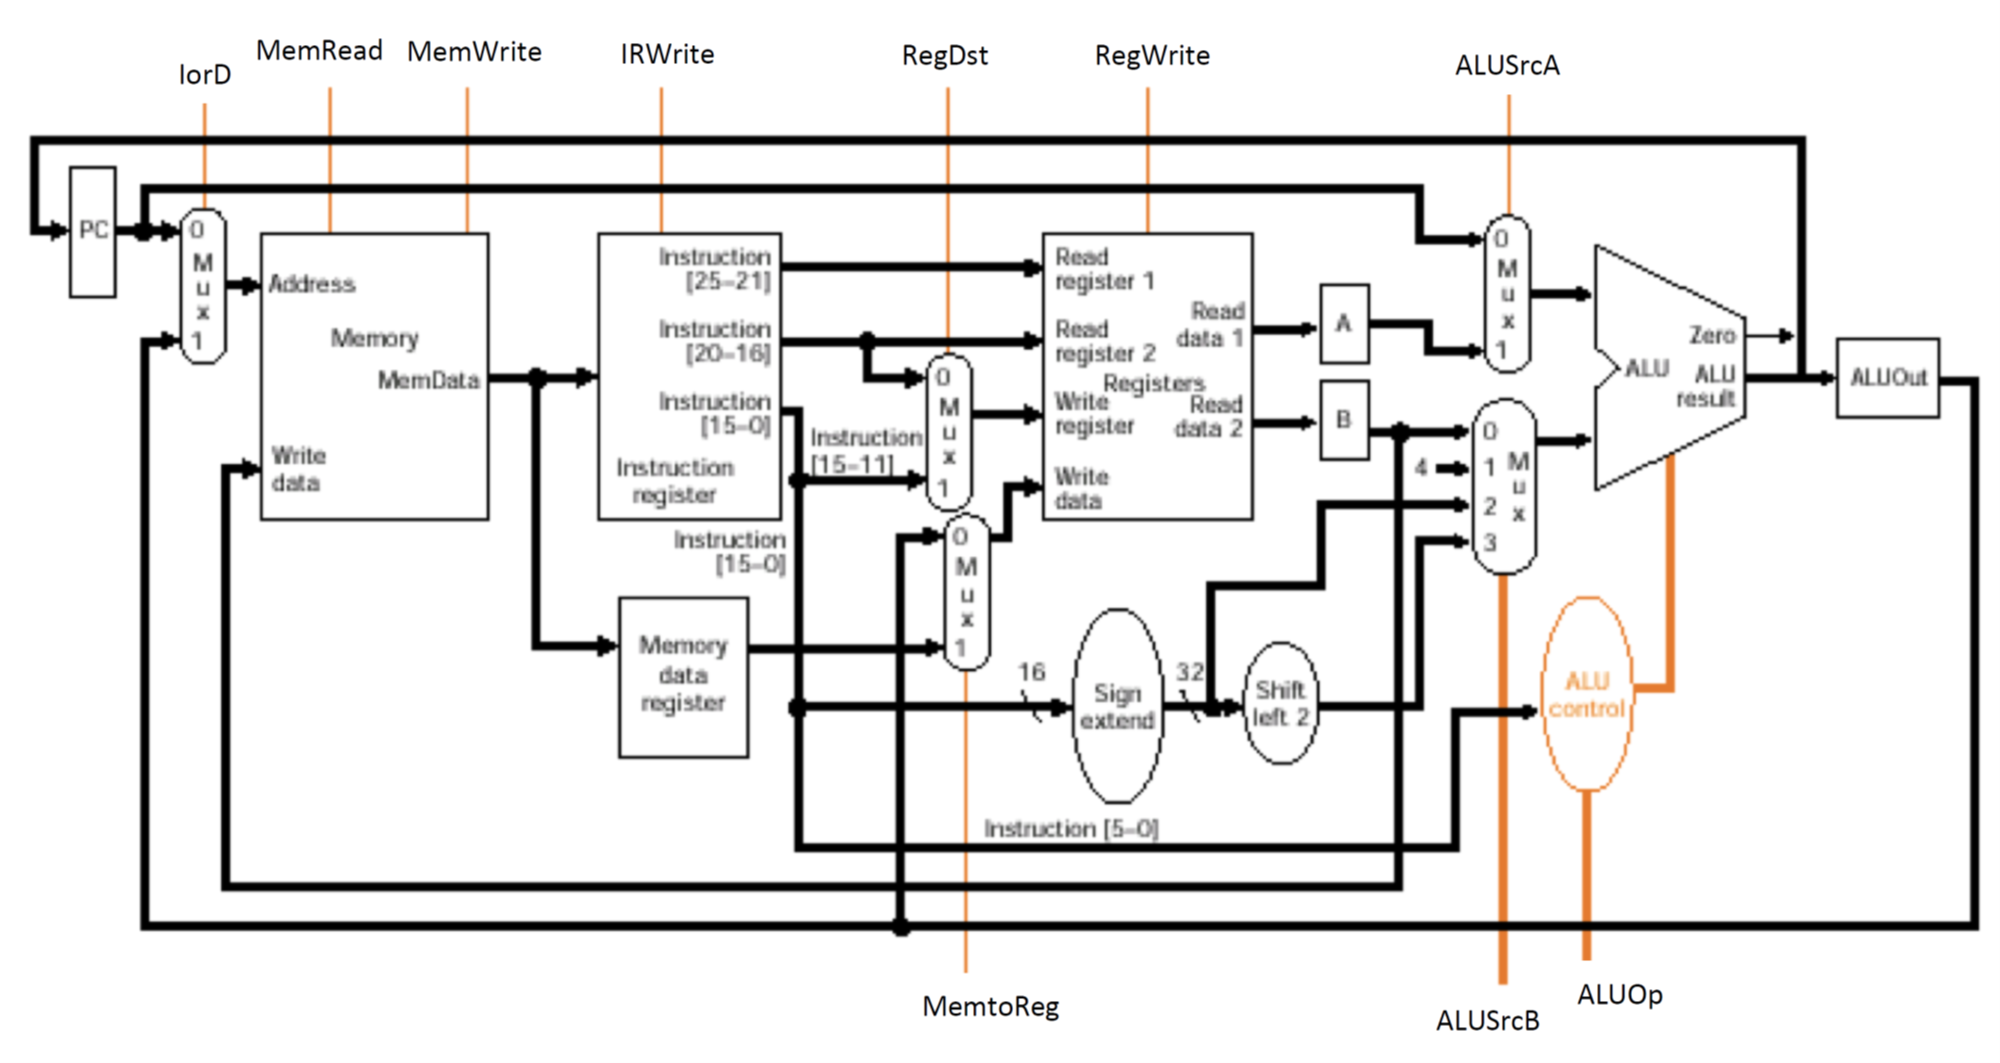 IorD
MemRead
MemWrite
IRWrite
RegDst
RegWrite
ALUSrcA
PC
0
M
u
x
1
Address
Memory
MemData
Write
data
Instruction
[25–21]
Instruction
[20–16]
Instruction
[15–0]
Instruction
register
Instruction
[15–11]
Instruction
[15–0]
0
M
u
x
1
0
M
u
x
1
Memory
data
register
Read
register 1
Read
register 2
Registers
Write
register
Write
data
Read
data 1
Read
data 2
A
B
4
0
M
u
x
1
0
1
2
3
M
u
x
Zero
ALU
ALU
result
ALUOut
16
Sign
extend
32
Shift
left 2
ALU
control
Instruction [5–0]
MemtoReg
ALUSrcB
ALUOp